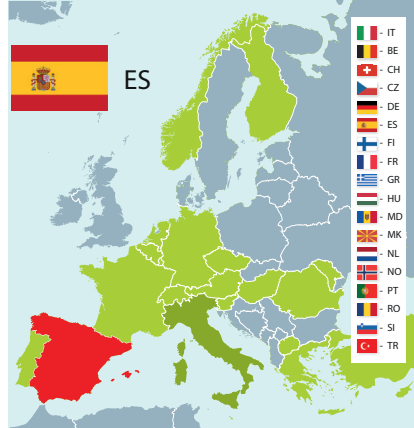 ES
- IT
- BE
- CH
- CZ
- DE
- ES
- FI
- FR
- GR
- HU
- MD
- MK
- NL
- NO
- PT
- RO
- SI
- TR